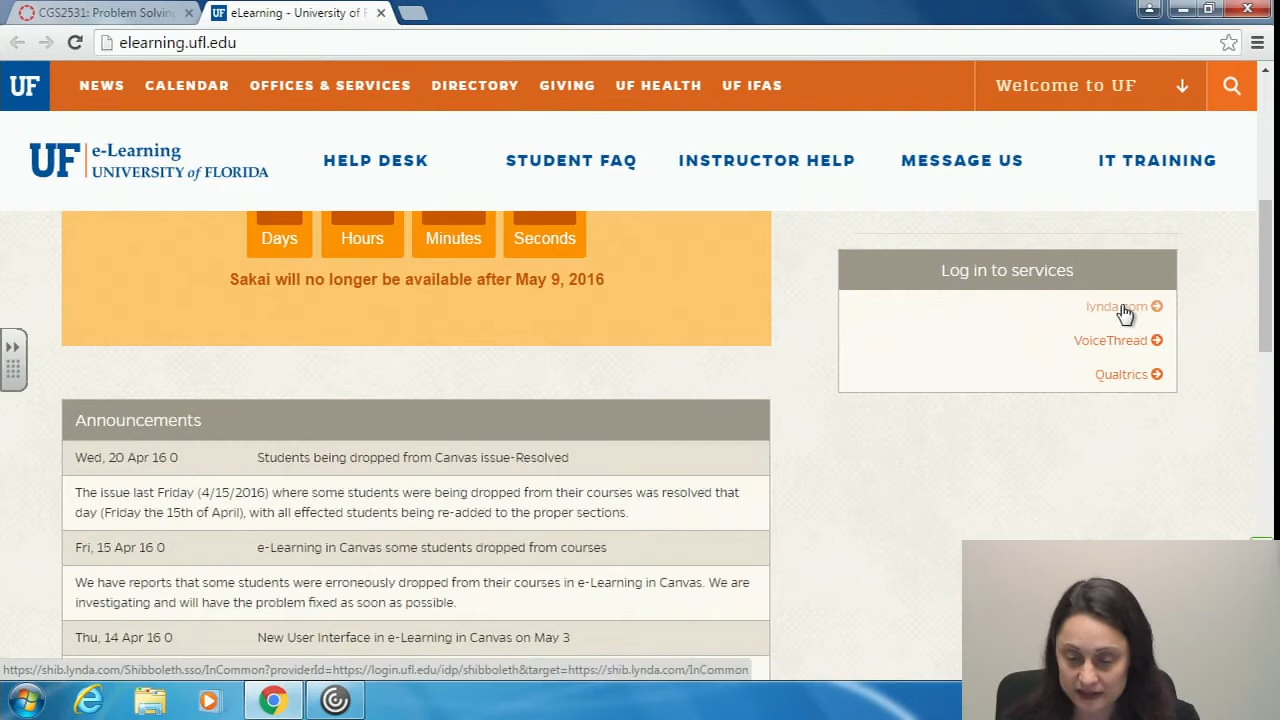 CGS2531: Problem Solvin
eLearning - University of F
elearning.ufl.edu
UF
NEWS
CALENDAR
OFFICES & SERVICES
DIRECTORY
GIVING
UF HEALTH
UF IFAS
Welcome to UF
UF
e-Learning
UNIVERSITY of FLORIDA
HELP DESK
STUDENT FAQ
INSTRUCTOR HELP
MESSAGE US
IT TRAINING
Days
Hours
Minutes
Seconds
Sakai will no longer be available after May 9, 2016
Log in to services
lynda.com
VoiceThread
Qualtrics
Announcements
Wed, 20 Apr 16 0
Students being dropped from Canvas issue-Resolved
The issue last Friday (4/15/2016) where some students were being dropped from their courses was resolved that
day (Friday the 15th of April), with all effected students being re-added to the proper sections.
Fri, 15 Apr 16 0
e-Learning in Canvas some students dropped from courses
We have reports that some students were erroneously dropped from their courses in e-Learning in Canvas. We are
investigating and will have the problem fixed as soon as possible.
Thu, 14 Apr 16 0
New User Interface in e-Learning in Canvas on May 3
https://shib.lynda.com/Shibboleth.sso/InCommon?providerId=https://login.ufl.edu/idp/shibboleth&target=https://shib.lynda.com/InCommon